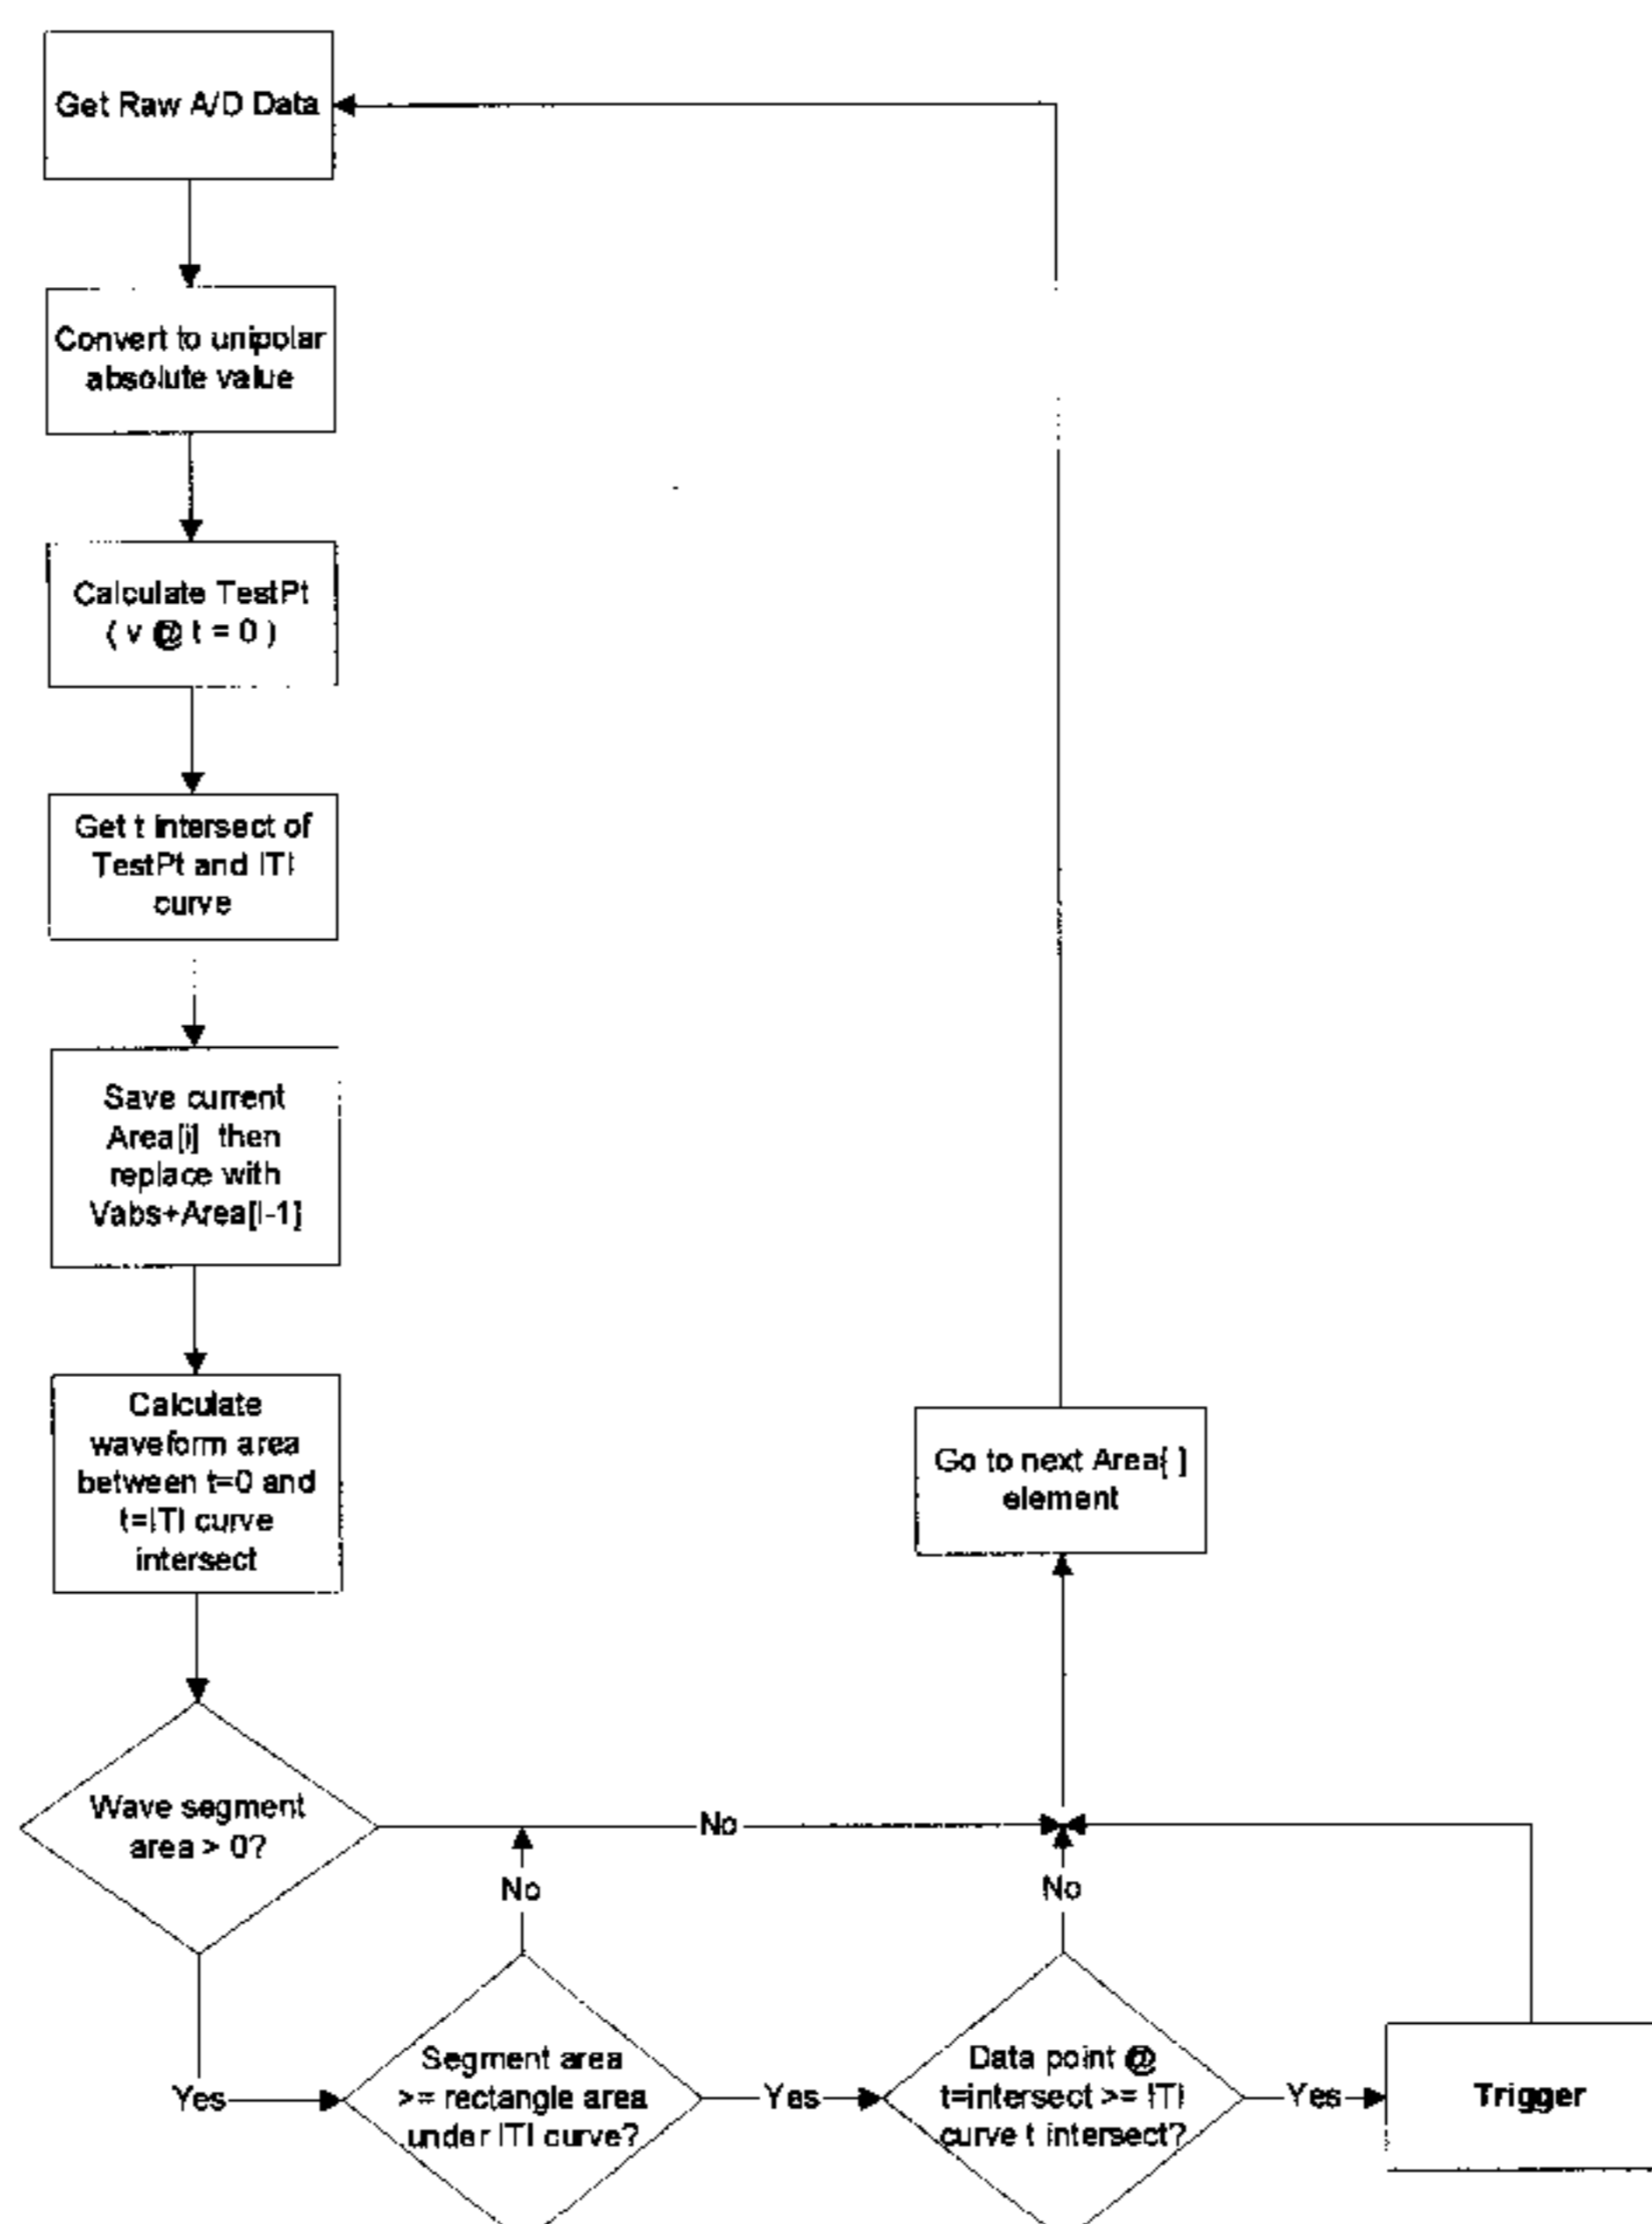 Get Raw A/D Data
Convert to unipolar
absolute value
Calculate TestPt
( v @ t = 0 )
Get t intersect of
TestPt and ITI
curve
Save current
Area[i] then
replace with
Vabs+Area[i-1]
Calculate
waveform area
between t=0 and
t=ITI curve
intersect
Go to next Area[ ]
element
Wave segment
area > 0?
No
No
No
Yes
Segment area
>= rectangle area
under ITI curve?
Yes
Data point @
t=intersect >= ITI
curve t intersect?
Yes
Trigger